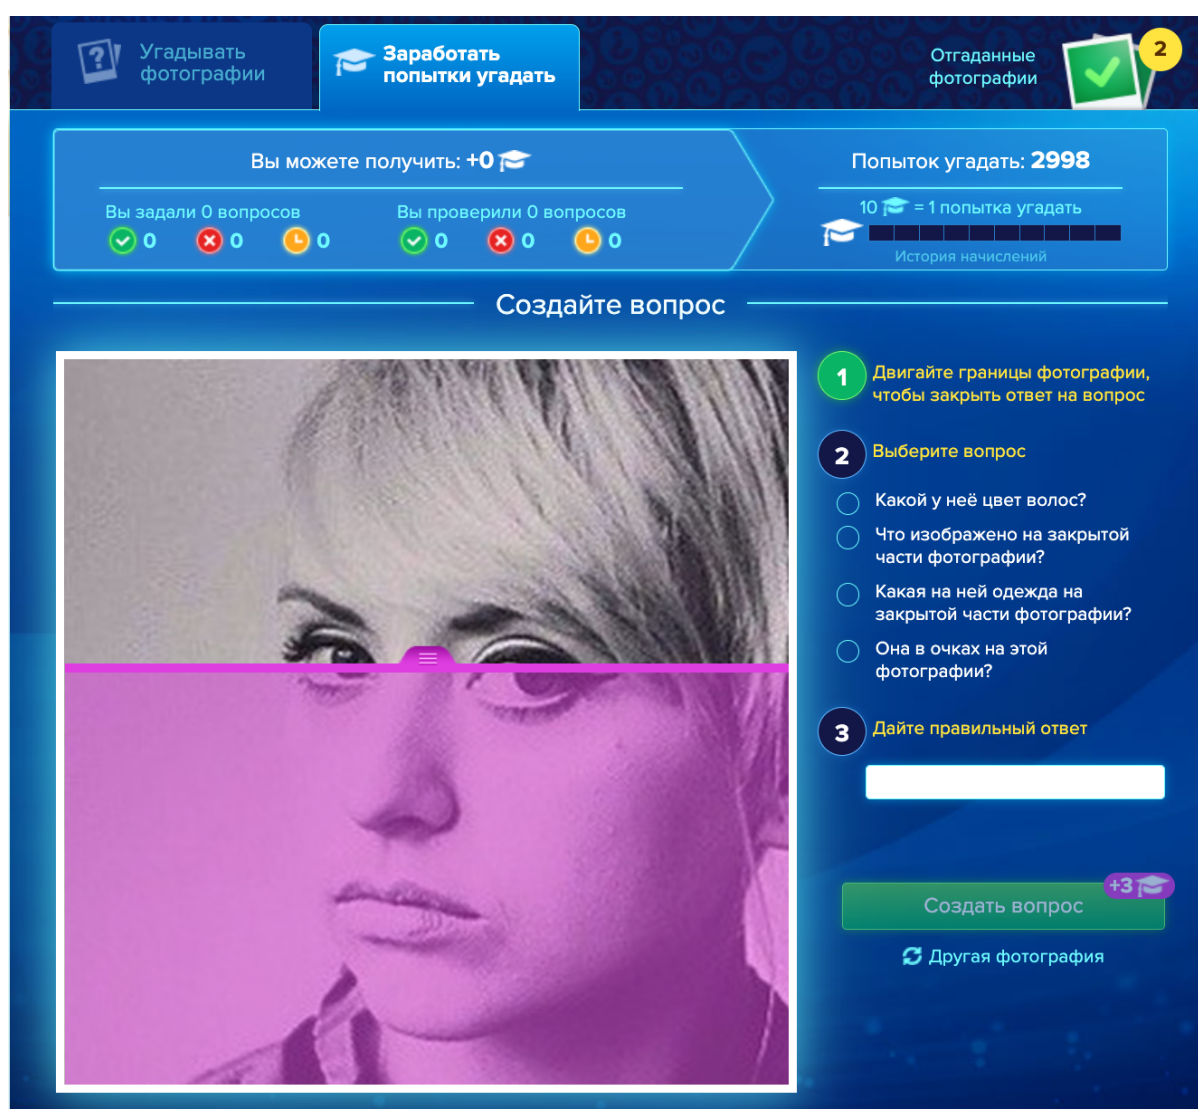 Угадывать
фотографии
Заработать
попытки угадать
Отгаданные
фотографии
2
Вы можете получить: +0
Вы задали 0 вопросов
0 0 0
Вы проверили 0 вопросов
0 0 0
Попыток угадать: 2998
10 = 1 попытка угадать
История начислений
Создайте вопрос
1
Двигайте границы фотографии,
чтобы закрыть ответ на вопрос
2
Выберите вопрос
Какой у неё цвет волос?
Что изображено на закрытой
части фотографии?
Какая на ней одежда на
закрытой части фотографии?
Она в очках на этой
фотографии?
3
Дайте правильный ответ
+3
Создать вопрос
Другая фотография